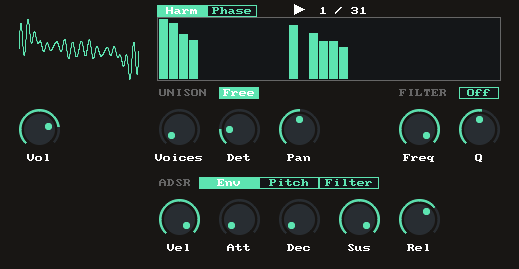 Harm Phase 1 / 31
UNISON Free FILTER Off
Vol Voices Det Pan Freq Q
ADSR Env Pitch Filter
Vel Att Dec Sus Rel